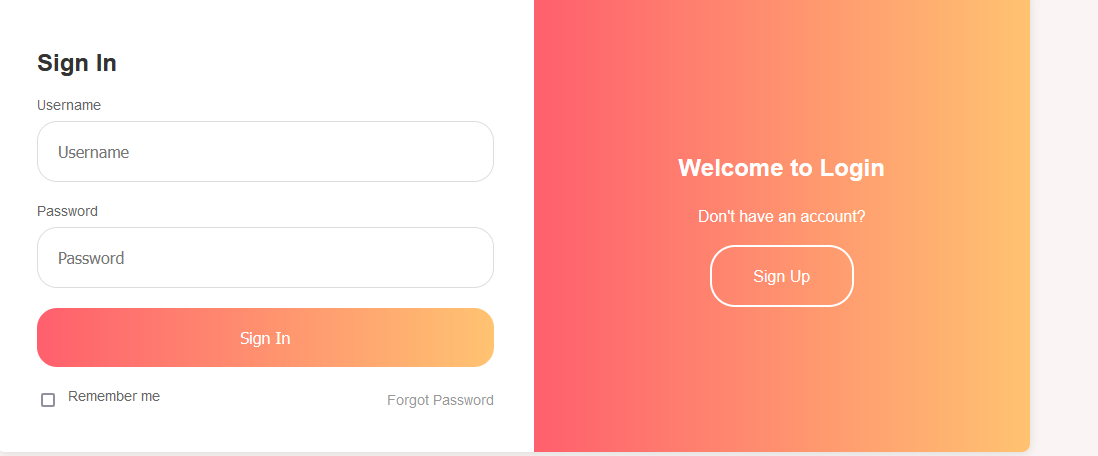 Sign In
Username
Username
Password
Password
Sign In
Remember me
Forgot Password
Welcome to Login
Don't have an account?
Sign Up